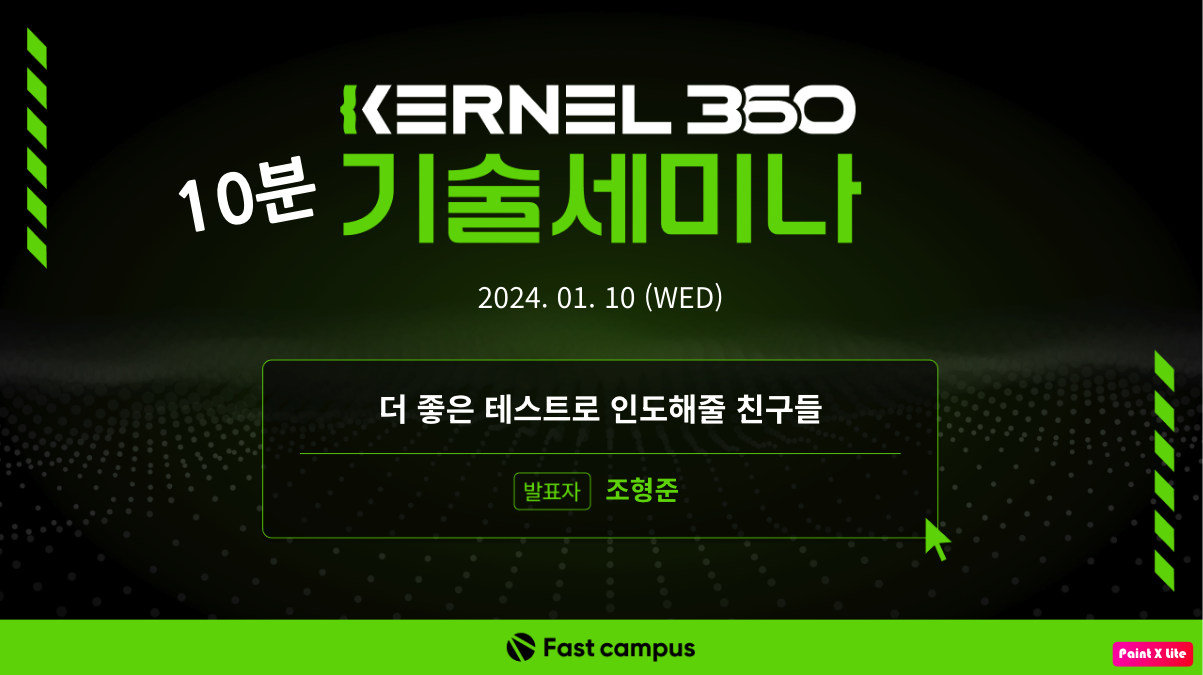 KERNEL 360
10분 기술세미나
2024. 01. 10 (WED)
더 좋은 테스트로 인도해줄 친구들
발표자 조형준
Fast campus
Paint X Lite